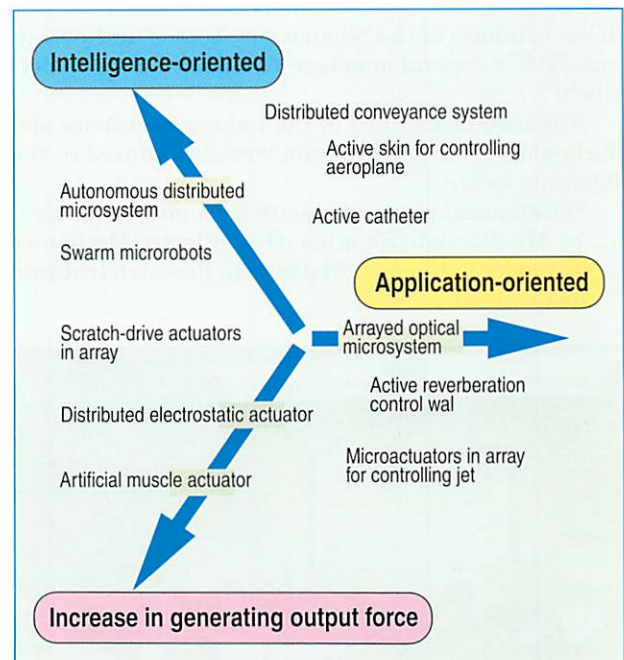 Intelligence-oriented
Distributed conveyance system
Active skin for controlling
aeroplane
Autonomous distributed
microsystem
Active catheter
Swarm microrobots
Application-oriented
Scratch-drive actuators
in array
Arrayed optical
microsystem
Active reverberation
control wal
Distributed electrostatic actuator
Microactuators in array
for controlling jet
Artificial muscle actuator
Increase in generating output force